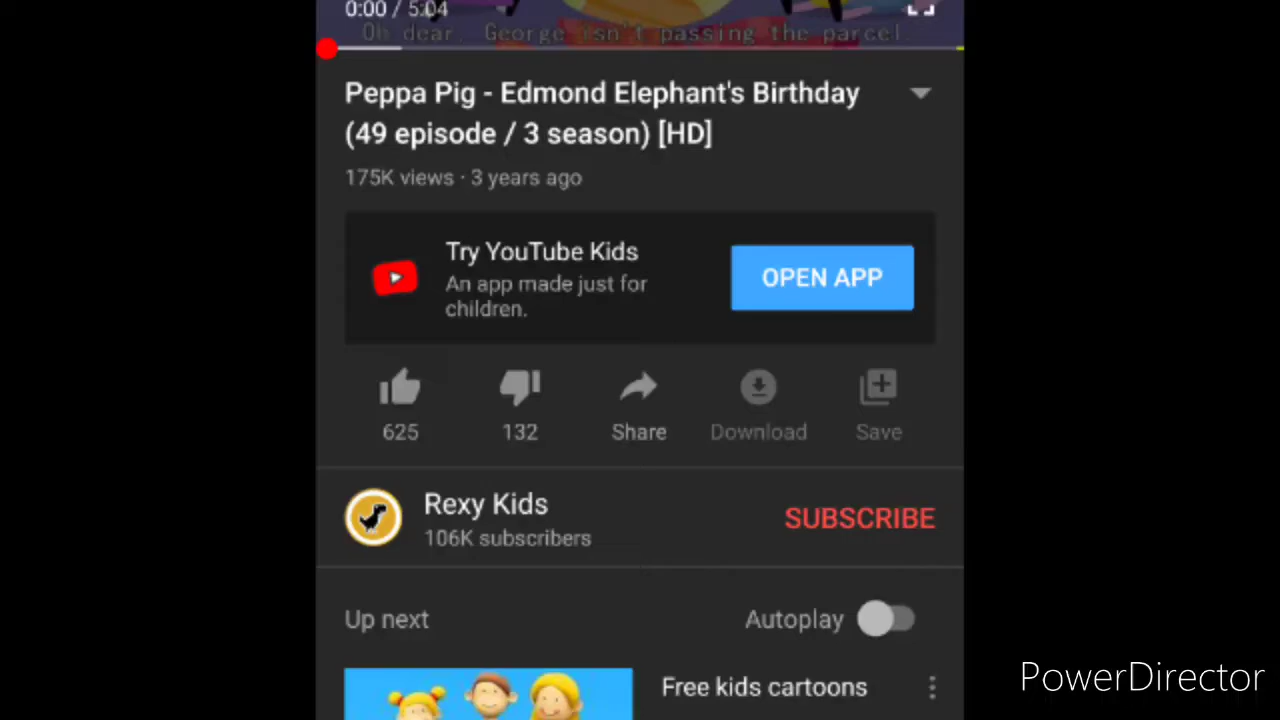 0:00 / 5:04
Oh dear. George isn't passing the parcel.
Peppa Pig - Edmond Elephant's Birthday
(49 episode / 3 season) [HD]
175K views · 3 years ago
Try YouTube Kids
An app made just for
children.
OPEN APP
625
132
Share
Download
Save
Rexy Kids
106K subscribers
SUBSCRIBE
Up next
Autoplay
Free kids cartoons
PowerDirector